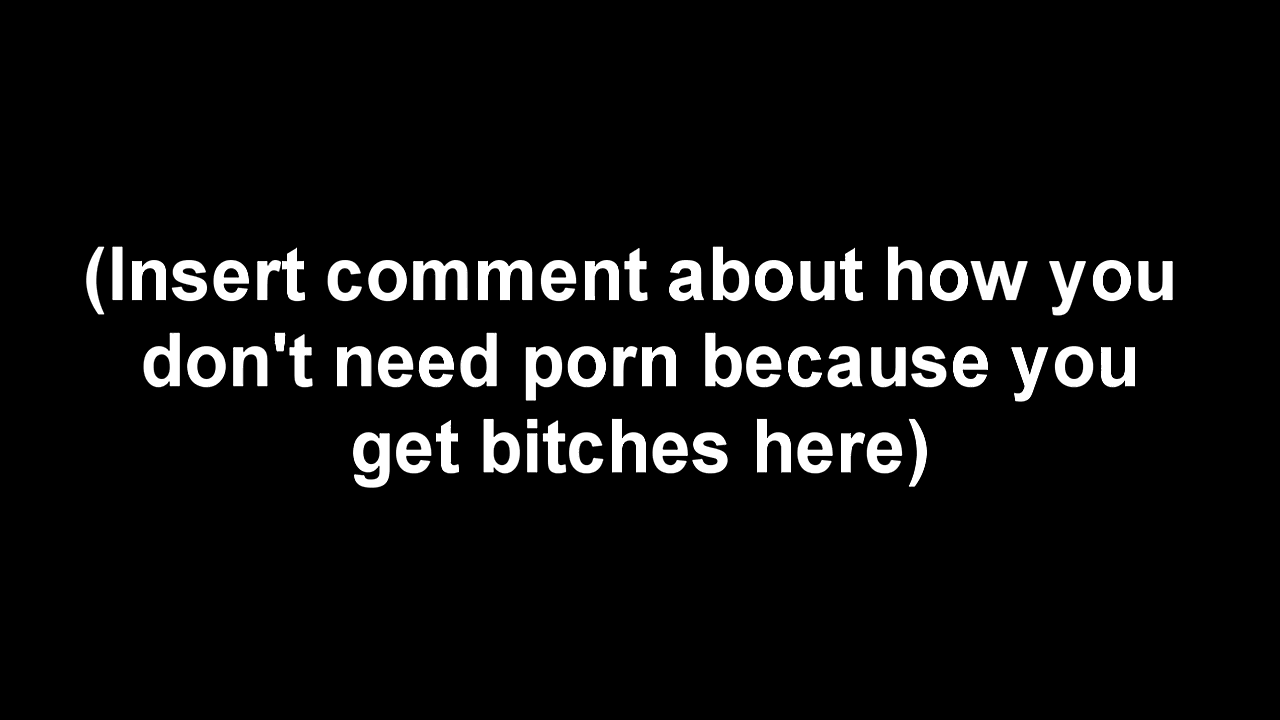 (Insert comment about how you
don't need porn because you
get bitches here)